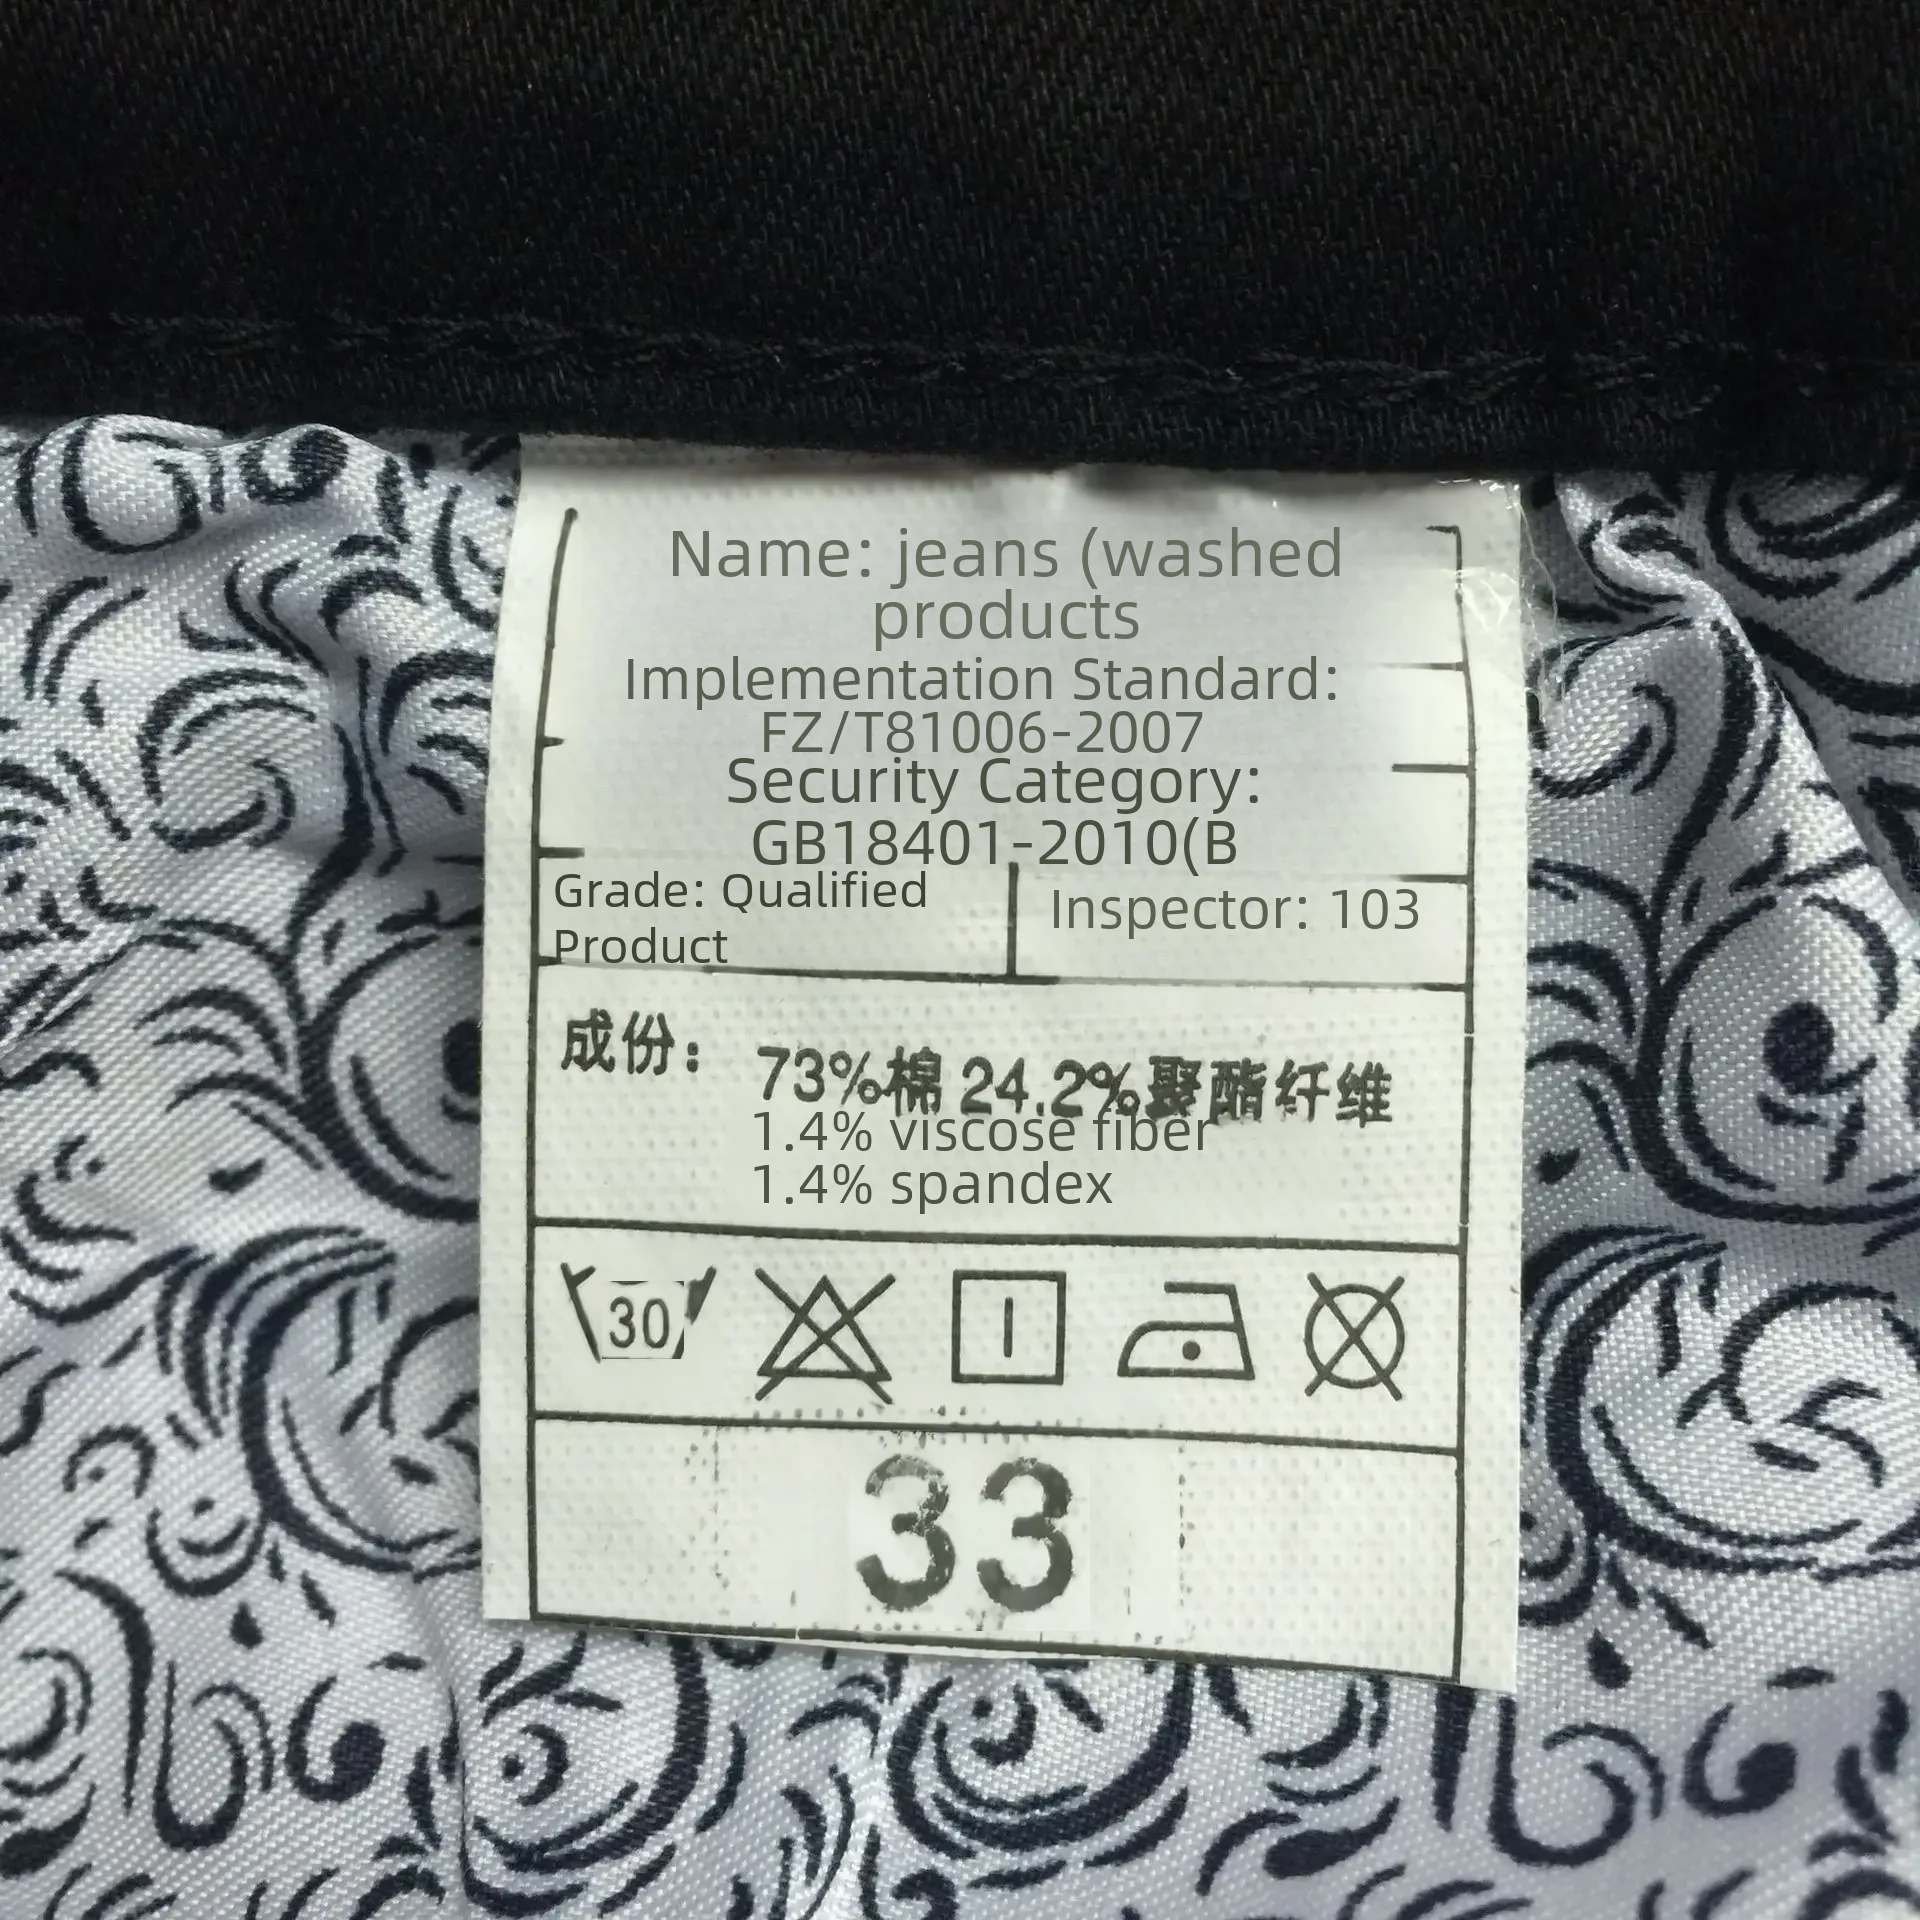 Name: jeans (washed
products
Implementation Standard:
FZ/T81006-2007
Security Category:
GB18401-2010(B
Grade: Qualified
Product
Inspector: 103
成份: 73%棉 24.2%聚酯纤维
1.4% viscose fiber
1.4% spandex
30
33